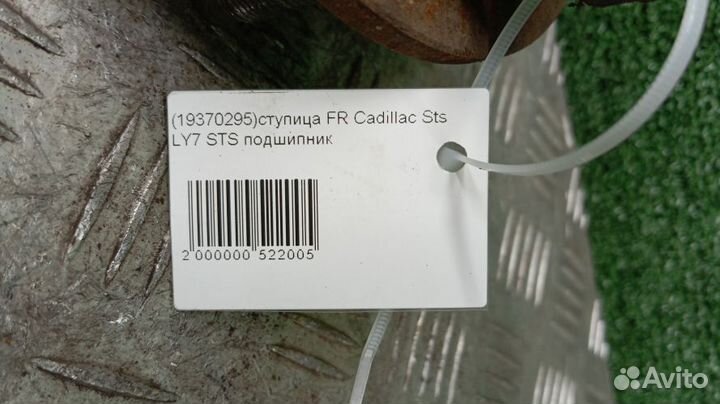 (19370295)ступица FR Cadillac Sts
LY7 STS подшипник
2 000000 522005
Avito